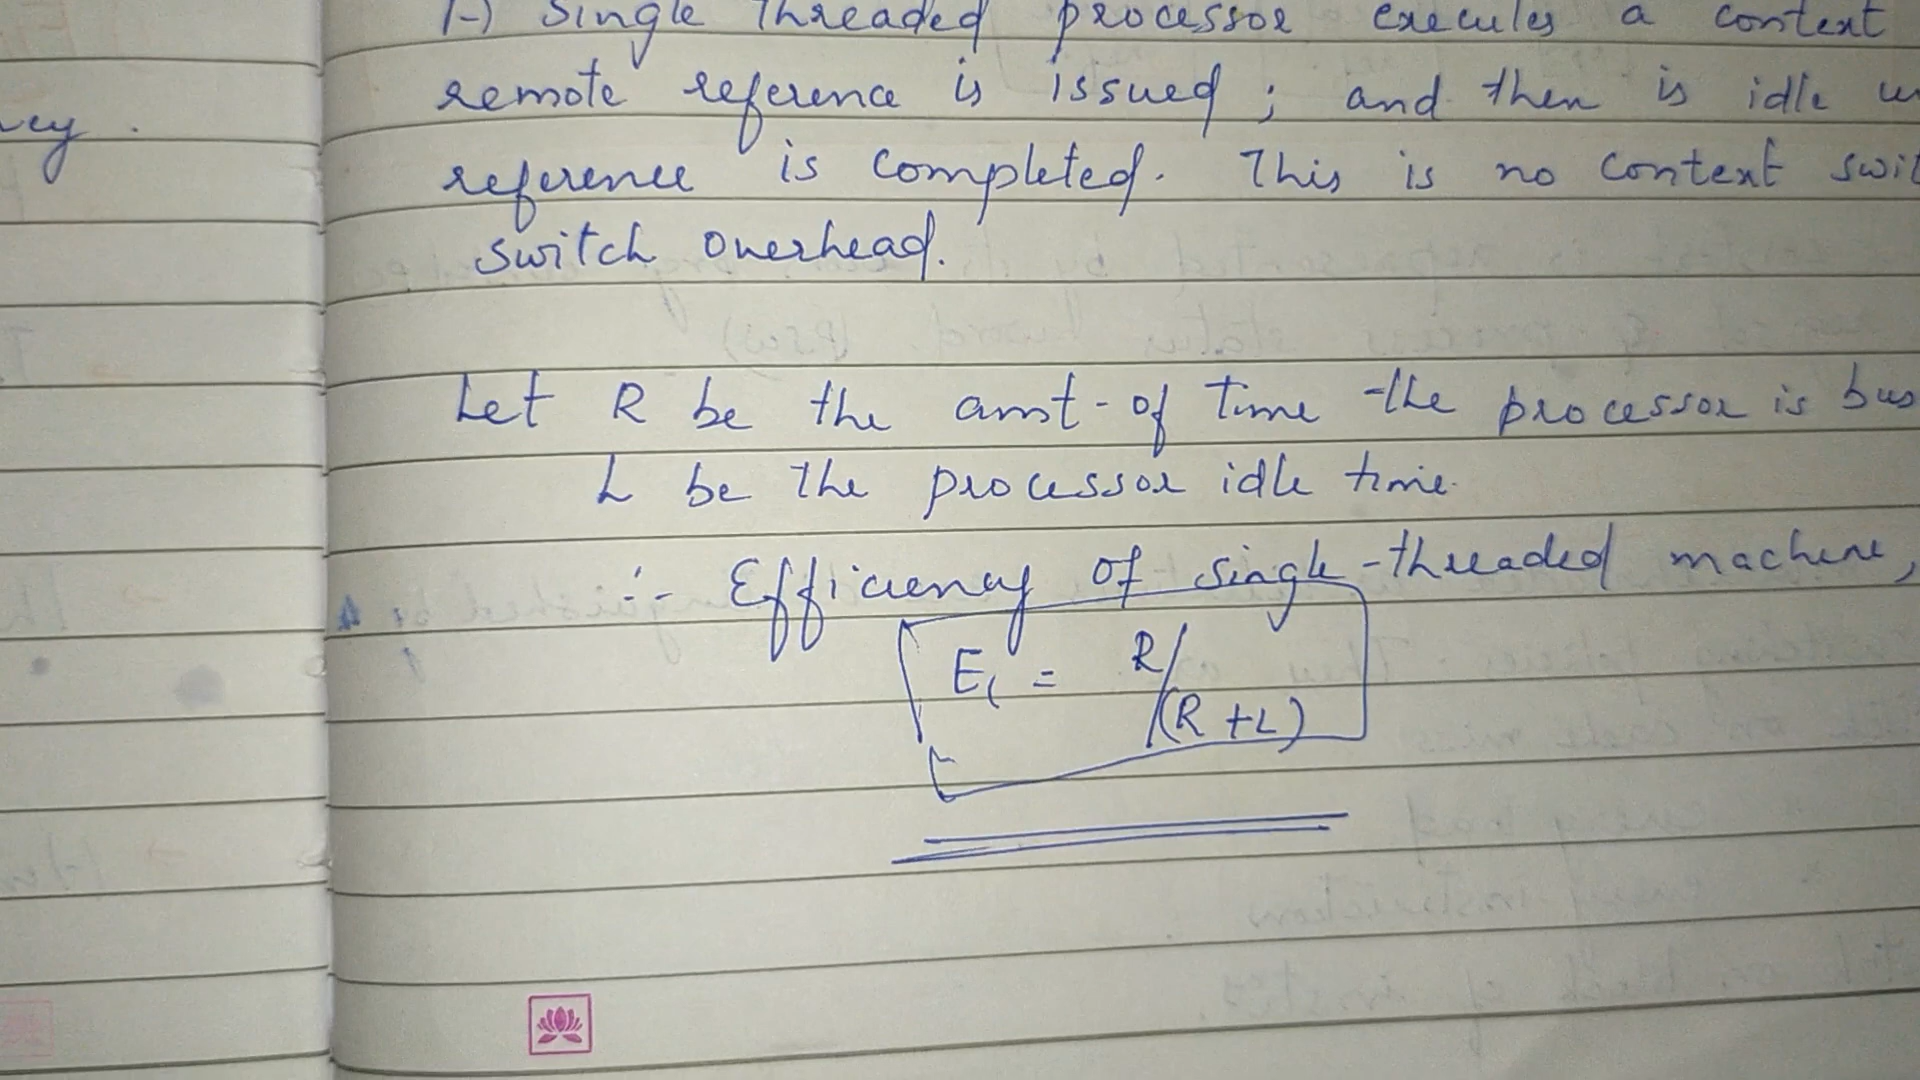 1-) Single Threaded processor executes a context
remote reference is issued ; and then is idle
reference is completed. This is no context
switch overhead.
Let R be the amt. of Time the processor is
L be the processor idle time.
∴ Efficiency of single-threaded machine,
E1 = R/(R+L)